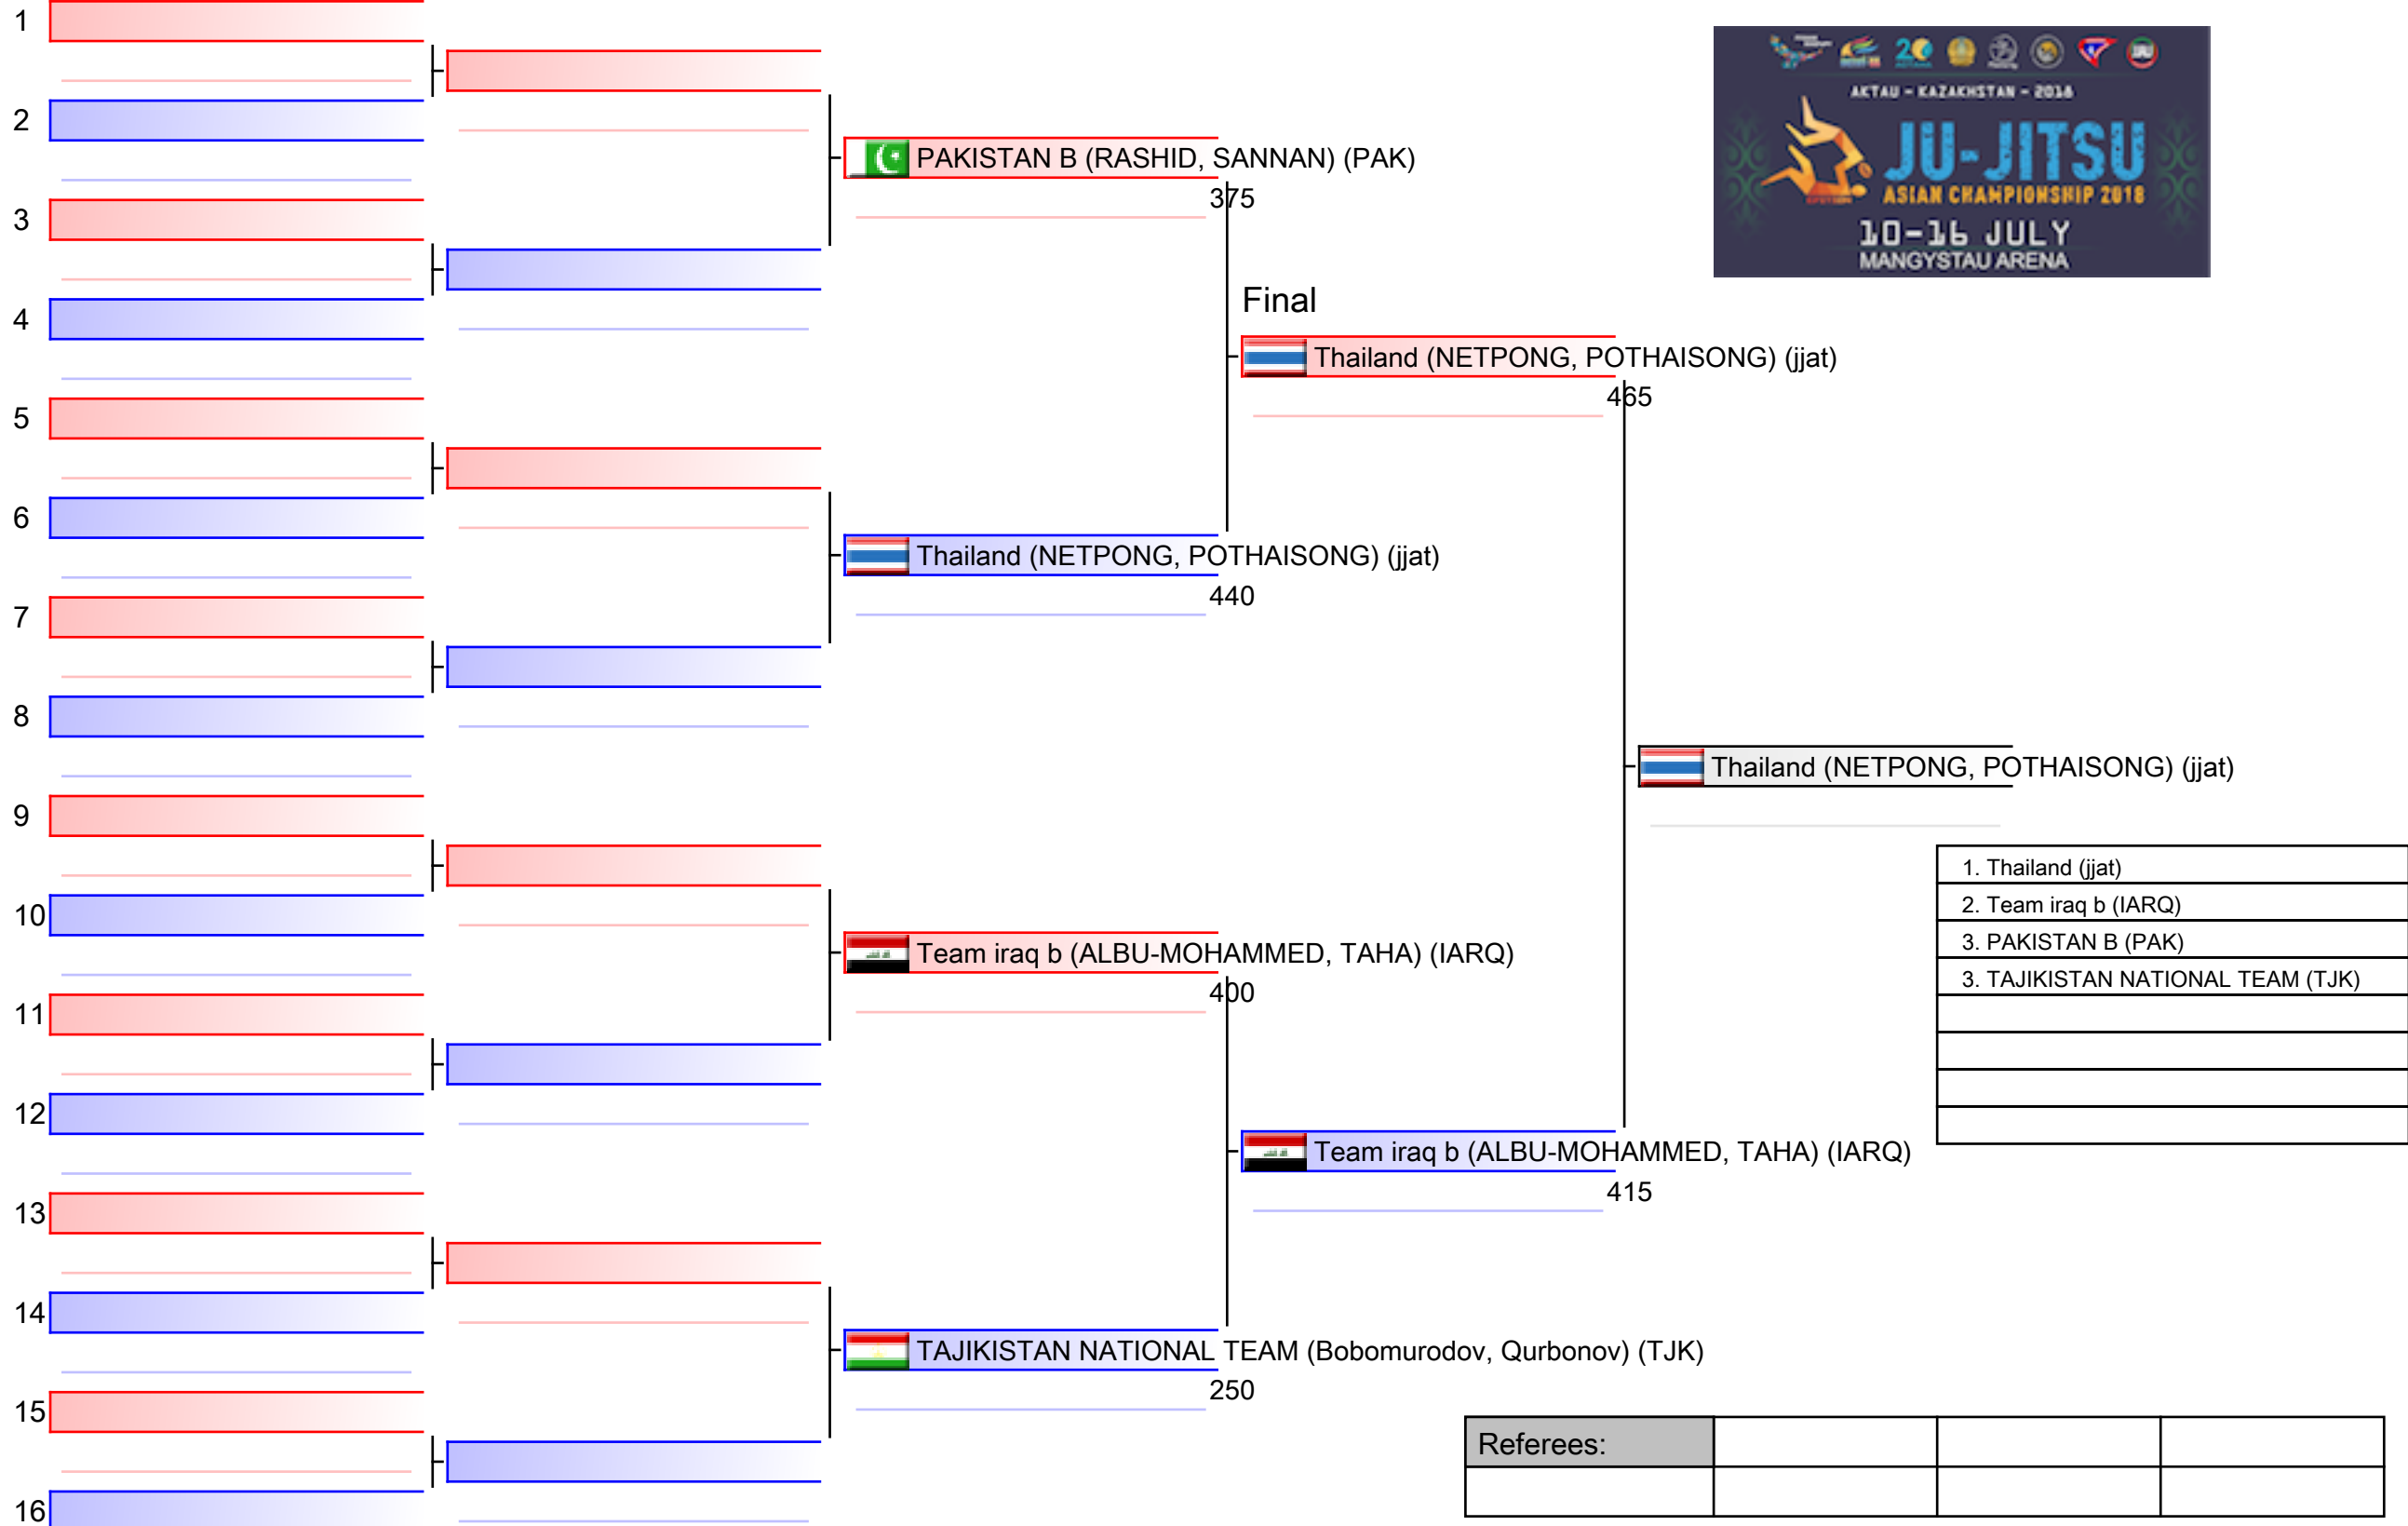 1
2
3
4
5
6
7
8
9
10
11
12
13
14
15
16
PAKISTAN B (RASHID, SANNAN) (PAK)
375
Thailand (NETPONG, POTHAISONG) (jjat)
440
Team iraq b (ALBU-MOHAMMED, TAHA) (IARQ)
400
TAJIKISTAN NATIONAL TEAM (Bobomurodov, Qurbonov) (TJK)
250
Final
Thailand (NETPONG, POTHAISONG) (jjat)
465
Team iraq b (ALBU-MOHAMMED, TAHA) (IARQ)
415
AKTAU - KAZAKHSTAN - 2018
JU-JITSU
ASIAN CHAMPIONSHIP 2018
10-16 JULY
MANGYSTAU ARENA
Thailand (NETPONG, POTHAISONG) (jjat)
1. Thailand (jjat)
2. Team iraq b (IARQ)
3. PAKISTAN B (PAK)
3. TAJIKISTAN NATIONAL TEAM (TJK)
Referees: